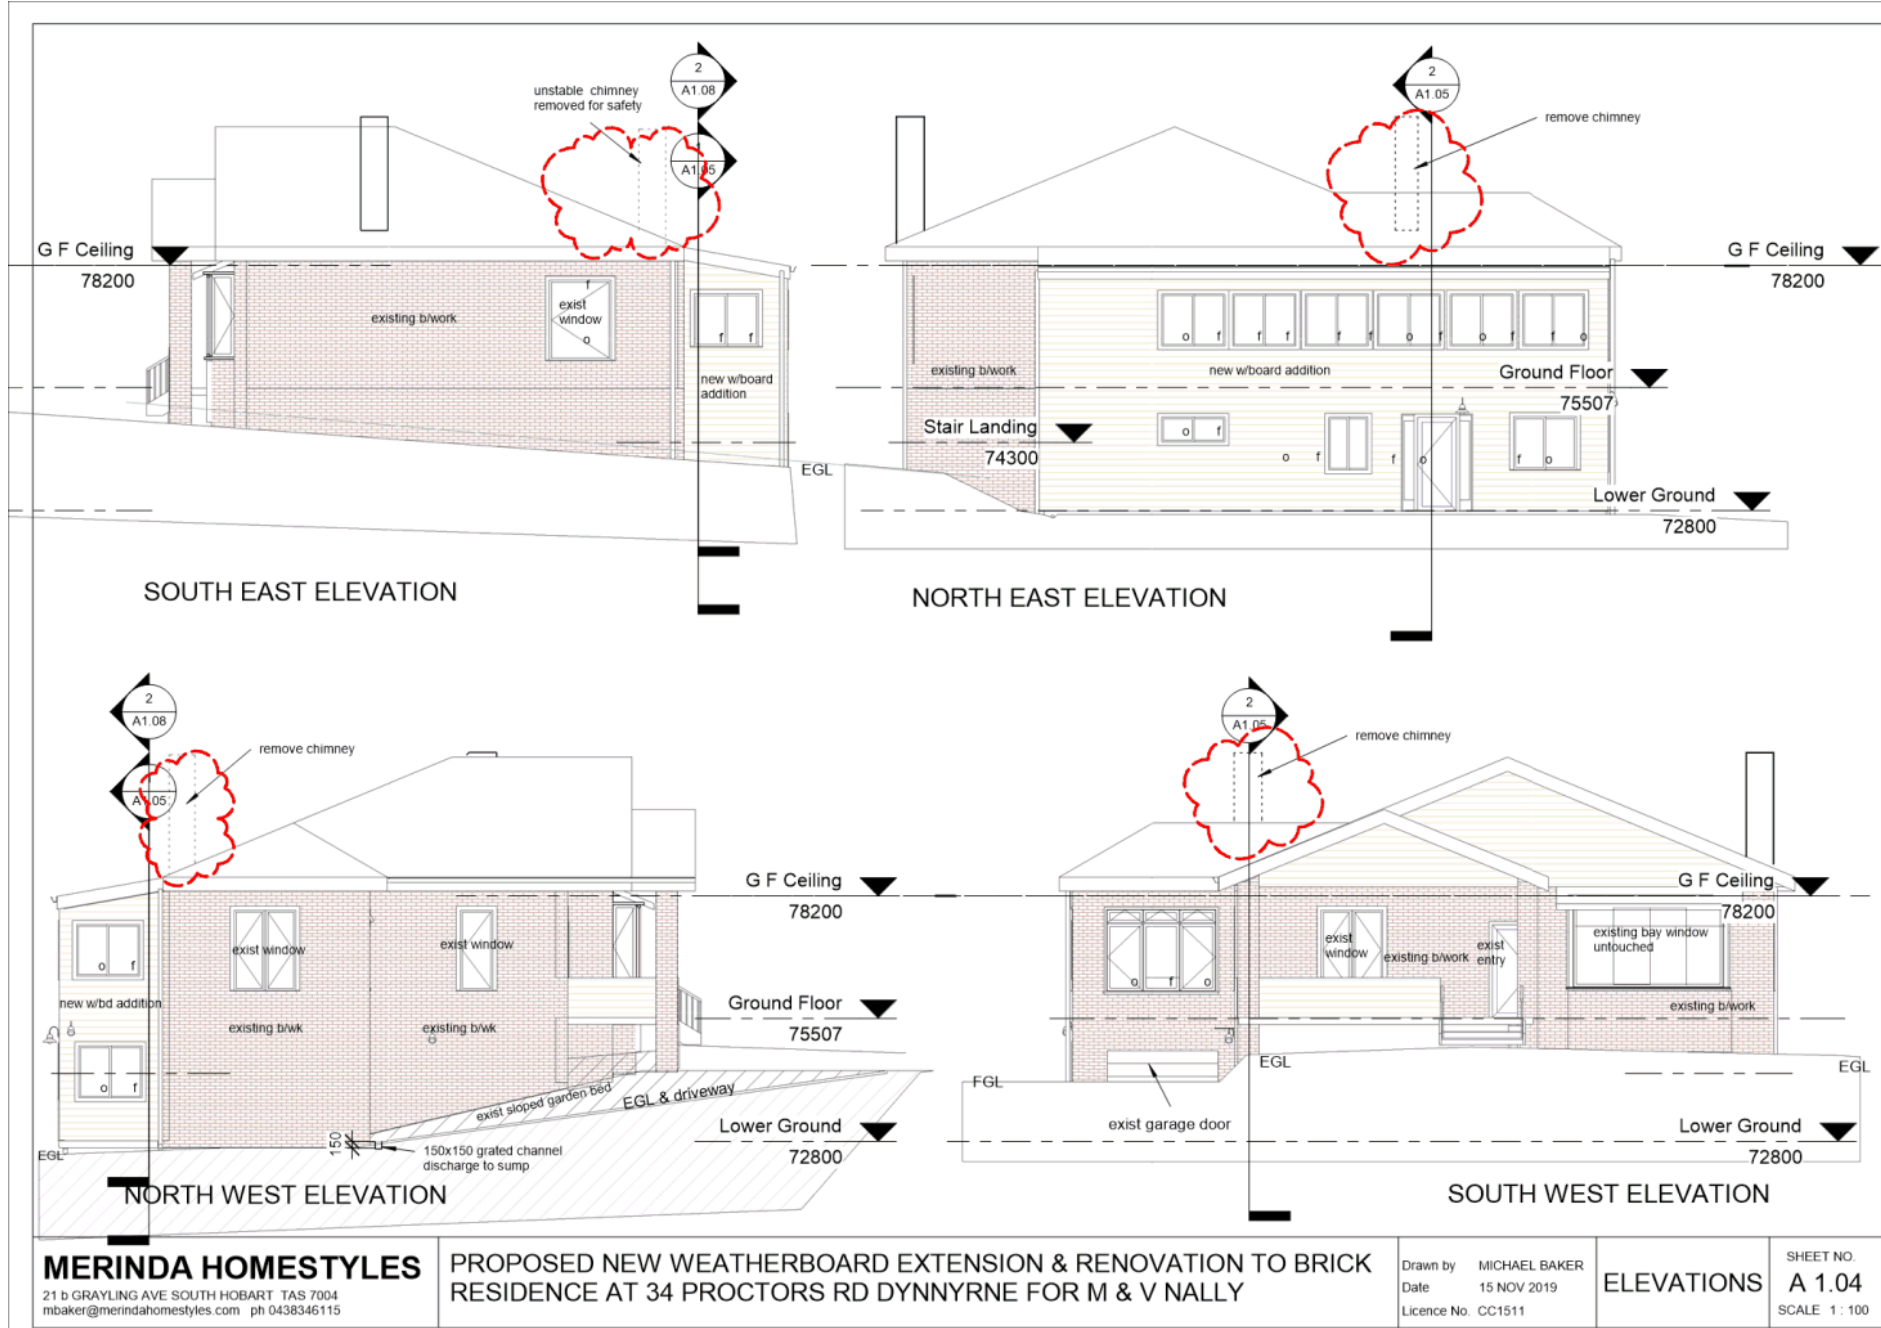 2
A1.08
unstable chimney
removed for safety
A1.05
G F Ceiling
78200
existing b/work
f
exist
window
o
f f
new w/board
addition
EGL
SOUTH EAST ELEVATION
2
A1.05
remove chimney
G F Ceiling
78200
o f f f f f o f o f f o
existing b/work
new w/board addition
Ground Floor
75507
Stair Landing
74300
o f
o f
f o
f o
Lower Ground
72800
NORTH EAST ELEVATION
2
A1.08
remove chimney
A1.05
G F Ceiling
78200
exist window
exist window
o f
new w/bd addition
Ground Floor
75507
existing b/wk
existing b/wk
o f
exist sloped garden bed
EGL & driveway
Lower Ground
72800
150
150x150 grated channel
discharge to sump
EGL
NORTH WEST ELEVATION
2
A1.05
remove chimney
G F Ceiling
78200
exist
window
existing b/work
exist
entry
existing bay window
untouched
o f o
existing b/work
EGL
EGL
FGL
exist garage door
Lower Ground
72800
SOUTH WEST ELEVATION
MERINDA HOMESTYLES
21 b GRAYLING AVE SOUTH HOBART TAS 7004
mbaker@merindahomestyles.com ph 0438346115
PROPOSED NEW WEATHERBOARD EXTENSION & RENOVATION TO BRICK
RESIDENCE AT 34 PROCTORS RD DYNNYRNE FOR M & V NALLY
Drawn by MICHAEL BAKER
Date 15 NOV 2019
Licence No. CC1511
ELEVATIONS
SHEET NO.
A 1.04
SCALE 1 : 100